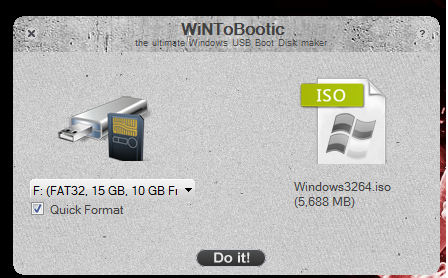 WiNToBootic
the ultimate Windows USB Boot Disk maker
?
ISO
F: (FAT32, 15 GB, 10 GB Fr
Windows3264.iso
(5,688 MB)
Quick Format
Do it!